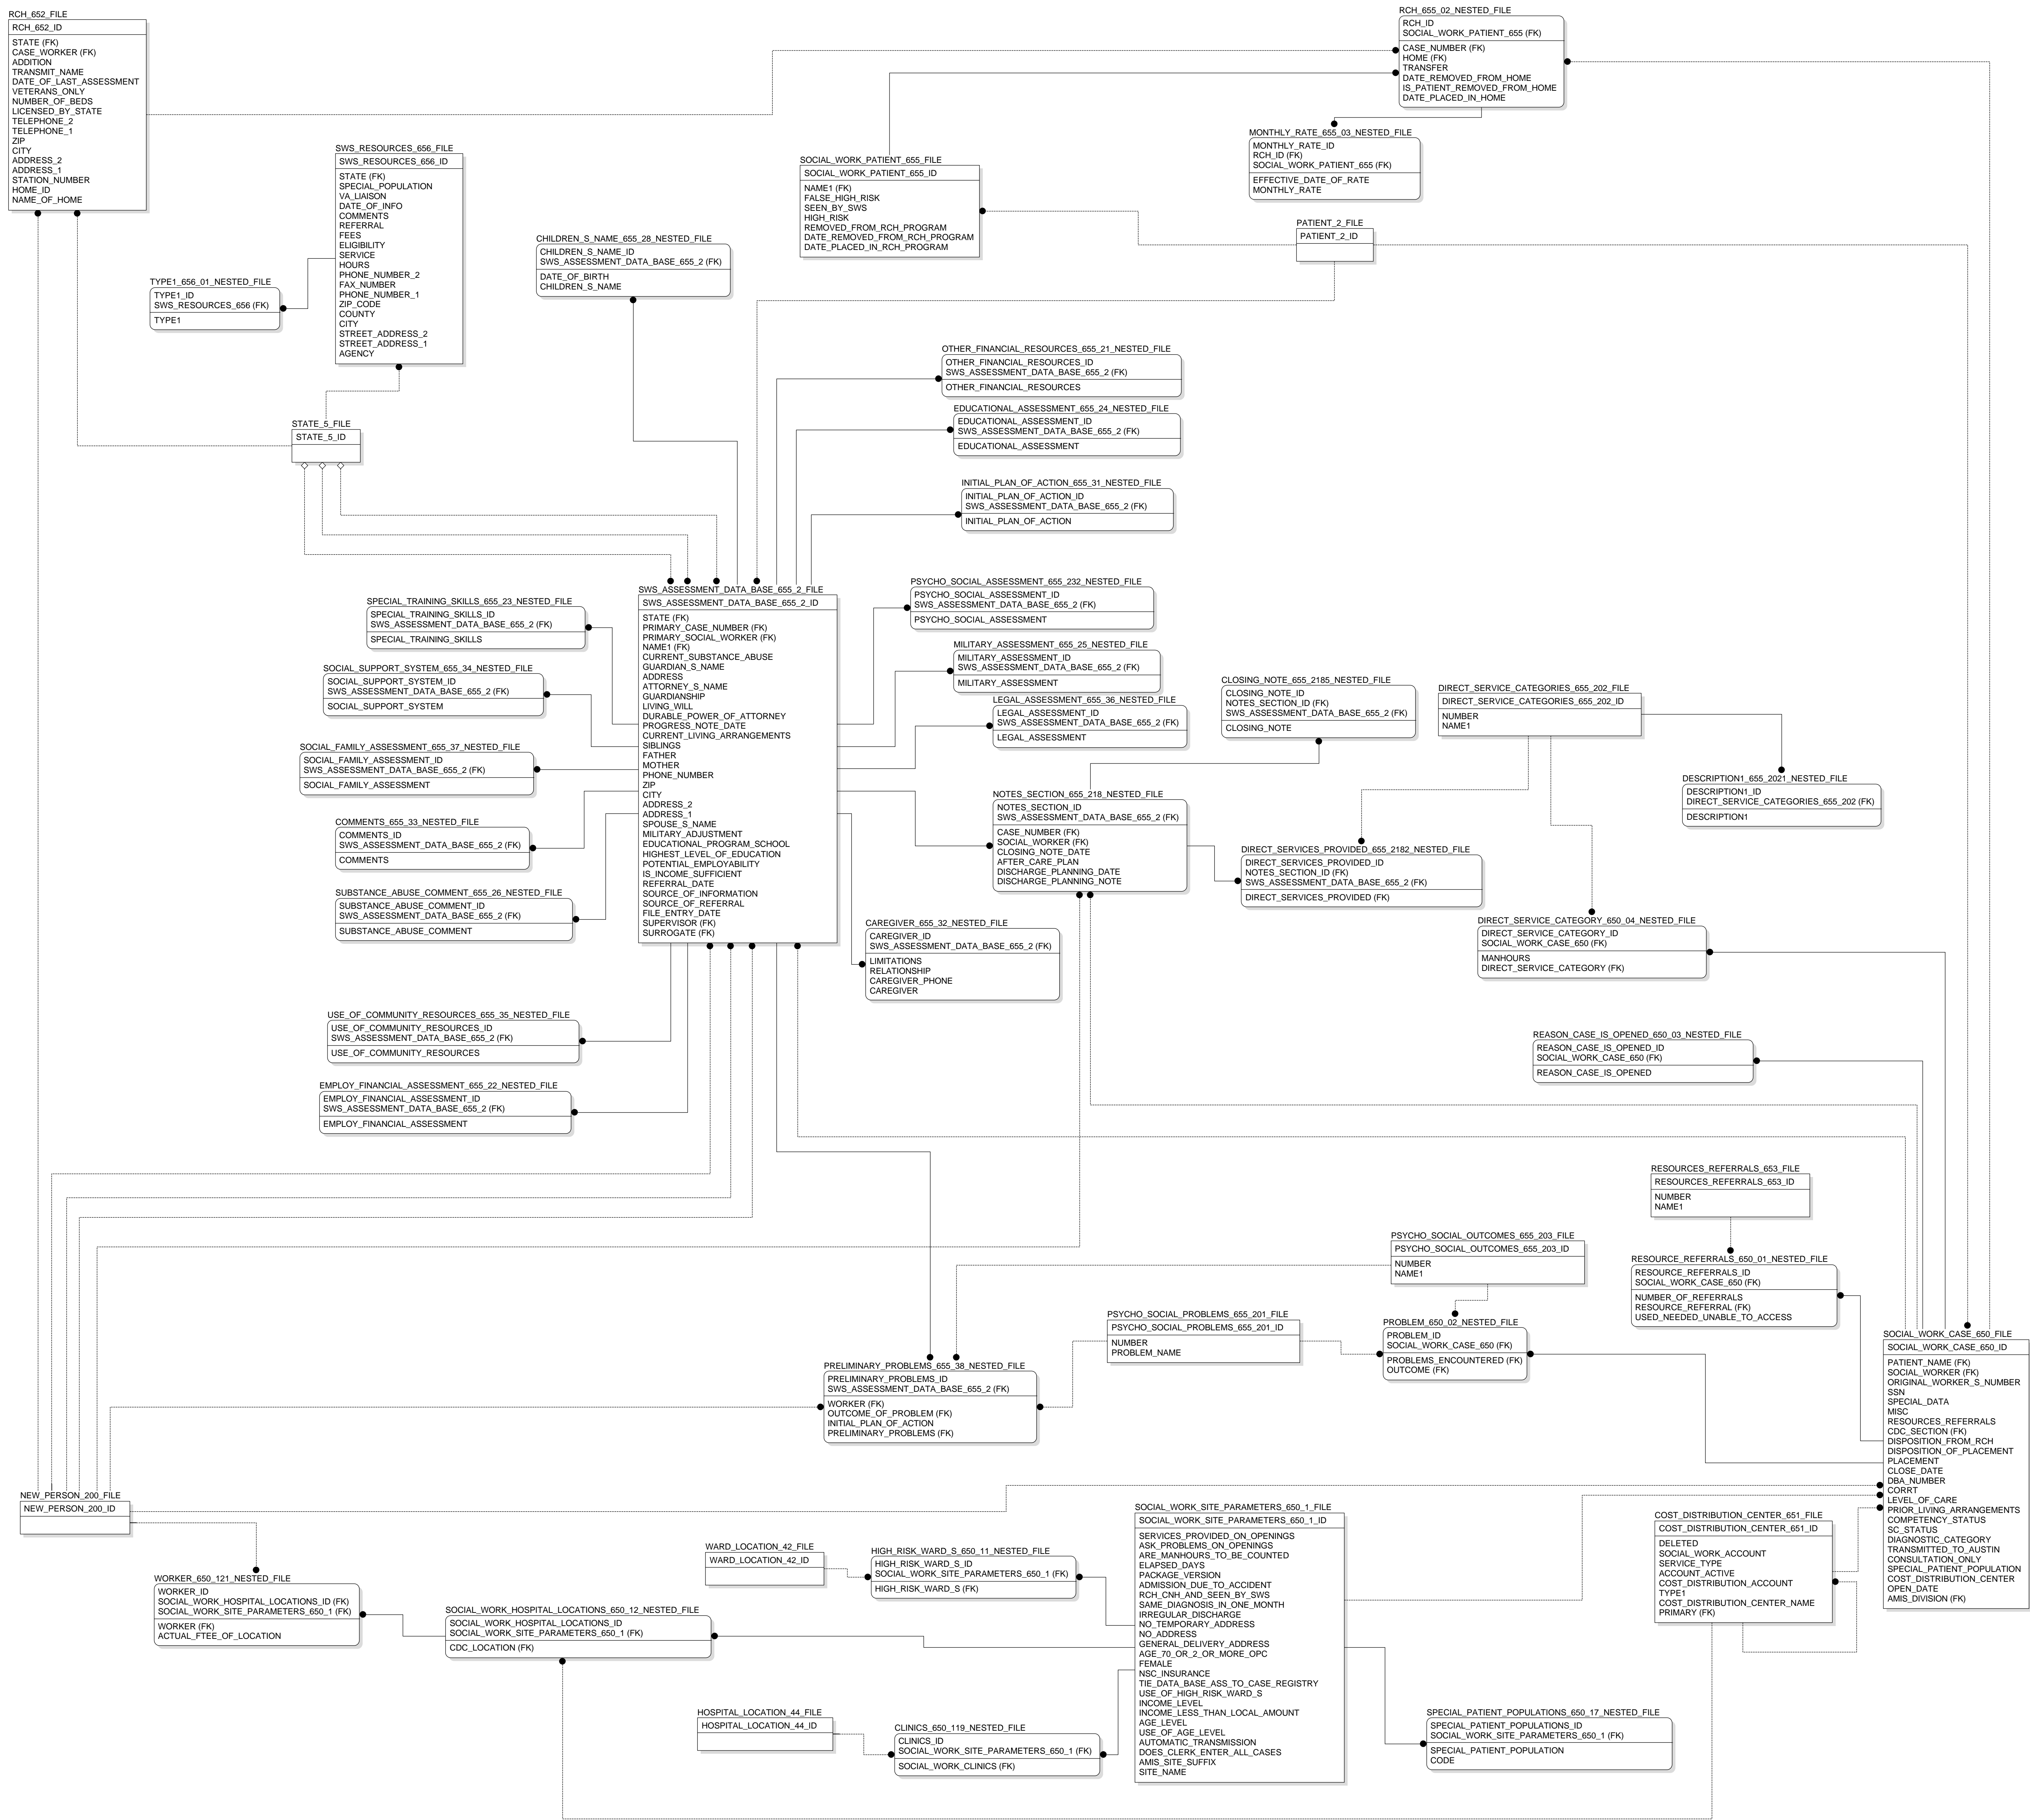 RCH_652_FILE
RCH_652_ID
STATE (FK)
CASE_WORKER (FK)
ADDITION
TRANSMIT_NAME
DATE_OF_LAST_ASSESSMENT
VETERANS_ONLY
NUMBER_OF_BEDS
LICENSED_BY_STATE
TELEPHONE_2
TELEPHONE_1
ZIP
CITY
ADDRESS_2
ADDRESS_1
STATION_NUMBER
HOME_ID
NAME_OF_HOME
RCH_655_02_NESTED_FILE
RCH_ID
SOCIAL_WORK_PATIENT_655 (FK)
CASE_NUMBER (FK)
HOME (FK)
TRANSFER
DATE_REMOVED_FROM_HOME
IS_PATIENT_REMOVED_FROM_HOME
DATE_PLACED_IN_HOME
MONTHLY_RATE_655_03_NESTED_FILE
MONTHLY_RATE_ID
RCH_ID (FK)
SOCIAL_WORK_PATIENT_655 (FK)
EFFECTIVE_DATE_OF_RATE
MONTHLY_RATE
SWS_RESOURCES_656_FILE
SWS_RESOURCES_656_ID
STATE (FK)
SPECIAL_POPULATION
VA_LIAISON
DATE_OF_INFO
COMMENTS
REFERRAL
FEES
ELIGIBILITY
SERVICE
HOURS
PHONE_NUMBER_2
FAX_NUMBER
PHONE_NUMBER_1
ZIP_CODE
COUNTY
CITY
STREET_ADDRESS_2
STREET_ADDRESS_1
AGENCY
SOCIAL_WORK_PATIENT_655_FILE
SOCIAL_WORK_PATIENT_655_ID
NAME1 (FK)
FALSE_HIGH_RISK
SEEN_BY_SWS
HIGH_RISK
REMOVED_FROM_RCH_PROGRAM
DATE_REMOVED_FROM_RCH_PROGRAM
DATE_PLACED_IN_RCH_PROGRAM
PATIENT_2_FILE
PATIENT_2_ID
CHILDREN_S_NAME_655_28_NESTED_FILE
CHILDREN_S_NAME_ID
SWS_ASSESSMENT_DATA_BASE_655_2 (FK)
DATE_OF_BIRTH
CHILDREN_S_NAME
TYPE1_656_01_NESTED_FILE
TYPE1_ID
SWS_RESOURCES_656 (FK)
TYPE1
OTHER_FINANCIAL_RESOURCES_655_21_NESTED_FILE
OTHER_FINANCIAL_RESOURCES_ID
SWS_ASSESSMENT_DATA_BASE_655_2 (FK)
OTHER_FINANCIAL_RESOURCES
EDUCATIONAL_ASSESSMENT_655_24_NESTED_FILE
EDUCATIONAL_ASSESSMENT_ID
SWS_ASSESSMENT_DATA_BASE_655_2 (FK)
EDUCATIONAL_ASSESSMENT
STATE_5_FILE
STATE_5_ID
INITIAL_PLAN_OF_ACTION_655_31_NESTED_FILE
INITIAL_PLAN_OF_ACTION_ID
SWS_ASSESSMENT_DATA_BASE_655_2 (FK)
INITIAL_PLAN_OF_ACTION
SWS_ASSESSMENT_DATA_BASE_655_2_FILE
SWS_ASSESSMENT_DATA_BASE_655_2_ID
STATE (FK)
PRIMARY_CASE_NUMBER (FK)
PRIMARY_SOCIAL_WORKER (FK)
NAME1 (FK)
CURRENT_SUBSTANCE_ABUSE
GUARDIAN_S_NAME
ADDRESS
ATTORNEY_S_NAME
GUARDIANSHIP
LIVING_WILL
DURABLE_POWER_OF_ATTORNEY
PROGRESS_NOTE_DATE
CURRENT_LIVING_ARRANGEMENTS
SIBLINGS
FATHER
MOTHER
PHONE_NUMBER
ZIP
CITY
ADDRESS_2
ADDRESS_1
SPOUSE_S_NAME
MILITARY_ADJUSTMENT
EDUCATIONAL_PROGRAM_SCHOOL
HIGHEST_LEVEL_OF_EDUCATION
POTENTIAL_EMPLOYABILITY
IS_INCOME_SUFFICIENT
REFERRAL_DATE
SOURCE_OF_INFORMATION
SOURCE_OF_REFERRAL
FILE_ENTRY_DATE
SUPERVISOR (FK)
SURROGATE (FK)
SPECIAL_TRAINING_SKILLS_655_23_NESTED_FILE
SPECIAL_TRAINING_SKILLS_ID
SWS_ASSESSMENT_DATA_BASE_655_2 (FK)
SPECIAL_TRAINING_SKILLS
SOCIAL_SUPPORT_SYSTEM_655_34_NESTED_FILE
SOCIAL_SUPPORT_SYSTEM_ID
SWS_ASSESSMENT_DATA_BASE_655_2 (FK)
SOCIAL_SUPPORT_SYSTEM
SOCIAL_FAMILY_ASSESSMENT_655_37_NESTED_FILE
SOCIAL_FAMILY_ASSESSMENT_ID
SWS_ASSESSMENT_DATA_BASE_655_2 (FK)
SOCIAL_FAMILY_ASSESSMENT
COMMENTS_655_33_NESTED_FILE
COMMENTS_ID
SWS_ASSESSMENT_DATA_BASE_655_2 (FK)
COMMENTS
SUBSTANCE_ABUSE_COMMENT_655_26_NESTED_FILE
SUBSTANCE_ABUSE_COMMENT_ID
SWS_ASSESSMENT_DATA_BASE_655_2 (FK)
SUBSTANCE_ABUSE_COMMENT
USE_OF_COMMUNITY_RESOURCES_655_35_NESTED_FILE
USE_OF_COMMUNITY_RESOURCES_ID
SWS_ASSESSMENT_DATA_BASE_655_2 (FK)
USE_OF_COMMUNITY_RESOURCES
EMPLOY_FINANCIAL_ASSESSMENT_655_22_NESTED_FILE
EMPLOY_FINANCIAL_ASSESSMENT_ID
SWS_ASSESSMENT_DATA_BASE_655_2 (FK)
EMPLOY_FINANCIAL_ASSESSMENT
PSYCHO_SOCIAL_ASSESSMENT_655_232_NESTED_FILE
PSYCHO_SOCIAL_ASSESSMENT_ID
SWS_ASSESSMENT_DATA_BASE_655_2 (FK)
PSYCHO_SOCIAL_ASSESSMENT
MILITARY_ASSESSMENT_655_25_NESTED_FILE
MILITARY_ASSESSMENT_ID
SWS_ASSESSMENT_DATA_BASE_655_2 (FK)
MILITARY_ASSESSMENT
LEGAL_ASSESSMENT_655_36_NESTED_FILE
LEGAL_ASSESSMENT_ID
SWS_ASSESSMENT_DATA_BASE_655_2 (FK)
LEGAL_ASSESSMENT
CLOSING_NOTE_655_2185_NESTED_FILE
CLOSING_NOTE_ID
NOTES_SECTION_ID (FK)
SWS_ASSESSMENT_DATA_BASE_655_2 (FK)
CLOSING_NOTE
DIRECT_SERVICE_CATEGORIES_655_202_FILE
DIRECT_SERVICE_CATEGORIES_655_202_ID
NUMBER
NAME1
DESCRIPTION1_655_2021_NESTED_FILE
DESCRIPTION1_ID
DIRECT_SERVICE_CATEGORIES_655_202 (FK)
DESCRIPTION1
NOTES_SECTION_655_218_NESTED_FILE
NOTES_SECTION_ID
SWS_ASSESSMENT_DATA_BASE_655_2 (FK)
CASE_NUMBER (FK)
SOCIAL_WORKER (FK)
CLOSING_NOTE_DATE
AFTER_CARE_PLAN
DISCHARGE_PLANNING_DATE
DISCHARGE_PLANNING_NOTE
DIRECT_SERVICES_PROVIDED_655_2182_NESTED_FILE
DIRECT_SERVICES_PROVIDED_ID
NOTES_SECTION_ID (FK)
SWS_ASSESSMENT_DATA_BASE_655_2 (FK)
DIRECT_SERVICES_PROVIDED (FK)
CAREGIVER_655_32_NESTED_FILE
CAREGIVER_ID
SWS_ASSESSMENT_DATA_BASE_655_2 (FK)
LIMITATIONS
RELATIONSHIP
CAREGIVER_PHONE
CAREGIVER
DIRECT_SERVICE_CATEGORY_650_04_NESTED_FILE
DIRECT_SERVICE_CATEGORY_ID
SOCIAL_WORK_CASE_650 (FK)
MANHOURS
DIRECT_SERVICE_CATEGORY (FK)
REASON_CASE_IS_OPENED_650_03_NESTED_FILE
REASON_CASE_IS_OPENED_ID
SOCIAL_WORK_CASE_650 (FK)
REASON_CASE_IS_OPENED
RESOURCES_REFERRALS_653_FILE
RESOURCES_REFERRALS_653_ID
NUMBER
NAME1
PSYCHO_SOCIAL_OUTCOMES_655_203_FILE
PSYCHO_SOCIAL_OUTCOMES_655_203_ID
NUMBER
NAME1
RESOURCE_REFERRALS_650_01_NESTED_FILE
RESOURCE_REFERRALS_ID
SOCIAL_WORK_CASE_650 (FK)
NUMBER_OF_REFERRALS
RESOURCE_REFERRAL (FK)
USED_NEEDED_UNABLE_TO_ACCESS
PSYCHO_SOCIAL_PROBLEMS_655_201_FILE
PSYCHO_SOCIAL_PROBLEMS_655_201_ID
NUMBER
PROBLEM_NAME
PROBLEM_650_02_NESTED_FILE
PROBLEM_ID
SOCIAL_WORK_CASE_650 (FK)
PROBLEMS_ENCOUNTERED (FK)
OUTCOME (FK)
PRELIMINARY_PROBLEMS_655_38_NESTED_FILE
PRELIMINARY_PROBLEMS_ID
SWS_ASSESSMENT_DATA_BASE_655_2 (FK)
WORKER (FK)
OUTCOME_OF_PROBLEM (FK)
INITIAL_PLAN_OF_ACTION
PRELIMINARY_PROBLEMS (FK)
SOCIAL_WORK_CASE_650_FILE
SOCIAL_WORK_CASE_650_ID
PATIENT_NAME (FK)
SOCIAL_WORKER (FK)
ORIGINAL_WORKER_S_NUMBER
SSN
SPECIAL_DATA
MISC
RESOURCES_REFERRALS
CDC_SECTION (FK)
DISPOSITION_FROM_RCH
DISPOSITION_OF_PLACEMENT
PLACEMENT
CLOSE_DATE
DBA_NUMBER
CORRT
LEVEL_OF_CARE
PRIOR_LIVING_ARRANGEMENTS
COMPETENCY_STATUS
SC_STATUS
DIAGNOSTIC_CATEGORY
TRANSMITTED_TO_AUSTIN
CONSULTATION_ONLY
SPECIAL_PATIENT_POPULATION
COST_DISTRIBUTION_CENTER
OPEN_DATE
AMIS_DIVISION (FK)
NEW_PERSON_200_FILE
NEW_PERSON_200_ID
WORKER_650_121_NESTED_FILE
WORKER_ID
SOCIAL_WORK_HOSPITAL_LOCATIONS_ID (FK)
SOCIAL_WORK_SITE_PARAMETERS_650_1 (FK)
WORKER (FK)
ACTUAL_FTEE_OF_LOCATION
SOCIAL_WORK_HOSPITAL_LOCATIONS_650_12_NESTED_FILE
SOCIAL_WORK_HOSPITAL_LOCATIONS_ID
SOCIAL_WORK_SITE_PARAMETERS_650_1 (FK)
CDC_LOCATION (FK)
WARD_LOCATION_42_FILE
WARD_LOCATION_42_ID
HIGH_RISK_WARD_S_650_11_NESTED_FILE
HIGH_RISK_WARD_S_ID
SOCIAL_WORK_SITE_PARAMETERS_650_1 (FK)
HIGH_RISK_WARD_S (FK)
HOSPITAL_LOCATION_44_FILE
HOSPITAL_LOCATION_44_ID
CLINICS_650_119_NESTED_FILE
CLINICS_ID
SOCIAL_WORK_SITE_PARAMETERS_650_1 (FK)
SOCIAL_WORK_CLINICS (FK)
SOCIAL_WORK_SITE_PARAMETERS_650_1_FILE
SOCIAL_WORK_SITE_PARAMETERS_650_1_ID
SERVICES_PROVIDED_ON_OPENINGS
ASK_PROBLEMS_ON_OPENINGS
ARE_MANHOURS_TO_BE_COUNTED
ELAPSED_DAYS
PACKAGE_VERSION
ADMISSION_DUE_TO_ACCIDENT
RCH_CNH_AND_SEEN_BY_SWS
SAME_DIAGNOSIS_IN_ONE_MONTH
IRREGULAR_DISCHARGE
NO_TEMPORARY_ADDRESS
NO_ADDRESS
GENERAL_DELIVERY_ADDRESS
AGE_70_OR_2_OR_MORE_OPC
FEMALE
NSC_INSURANCE
TIE_DATA_BASE_ASS_TO_CASE_REGISTRY
USE_OF_HIGH_RISK_WARD_S
INCOME_LEVEL
INCOME_LESS_THAN_LOCAL_AMOUNT
AGE_LEVEL
USE_OF_AGE_LEVEL
AUTOMATIC_TRANSMISSION
DOES_CLERK_ENTER_ALL_CASES
AMIS_SITE_SUFFIX
SITE_NAME
COST_DISTRIBUTION_CENTER_651_FILE
COST_DISTRIBUTION_CENTER_651_ID
DELETED
SOCIAL_WORK_ACCOUNT
SERVICE_TYPE
ACCOUNT_ACTIVE
COST_DISTRIBUTION_ACCOUNT
TYPE1
COST_DISTRIBUTION_CENTER_NAME
PRIMARY (FK)
SPECIAL_PATIENT_POPULATIONS_650_17_NESTED_FILE
SPECIAL_PATIENT_POPULATIONS_ID
SOCIAL_WORK_SITE_PARAMETERS_650_1 (FK)
SPECIAL_PATIENT_POPULATION
CODE